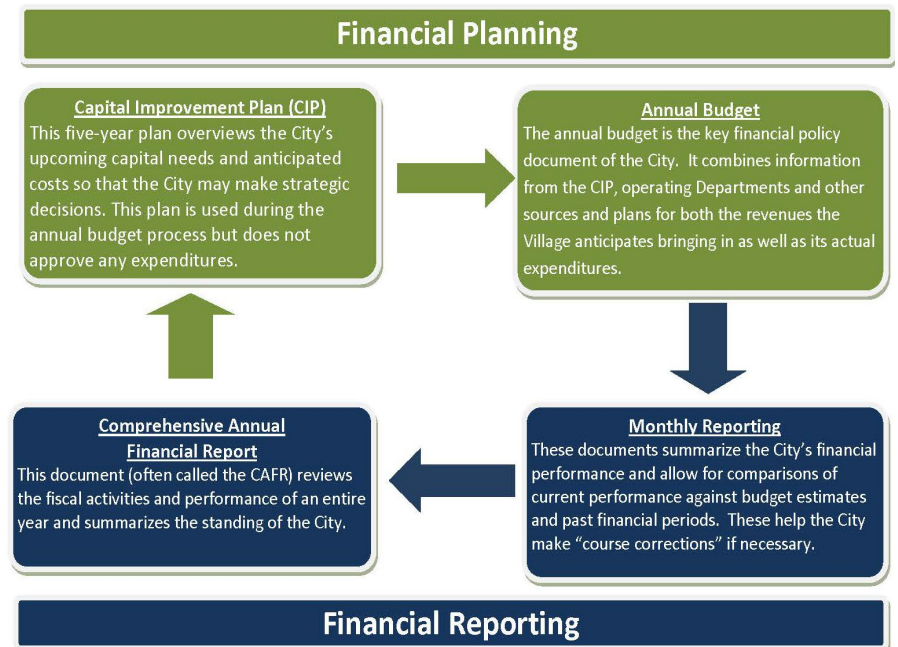 Financial Planning
Capital Improvement Plan (CIP)
This five-year plan overviews the City's
upcoming capital needs and anticipated
costs so that the City may make strategic
decisions. This plan is used during the
annual budget process but does not
approve any expenditures.
Annual Budget
The annual budget is the key financial policy
document of the City.  It combines information
from the CIP, operating Departments and other
sources and plans for both the revenues the
Village anticipates bringing in as well as its actual
expenditures.
Comprehensive Annual
Financial Report
This document (often called the CAFR) reviews
the fiscal activities and performance of an entire
year and summarizes the standing of the City.
Monthly Reporting
These documents summarize the City's financial
performance and allow for comparisons of
current performance against budget estimates
and past financial periods.  These help the City
make “course corrections” if necessary.
Financial Reporting